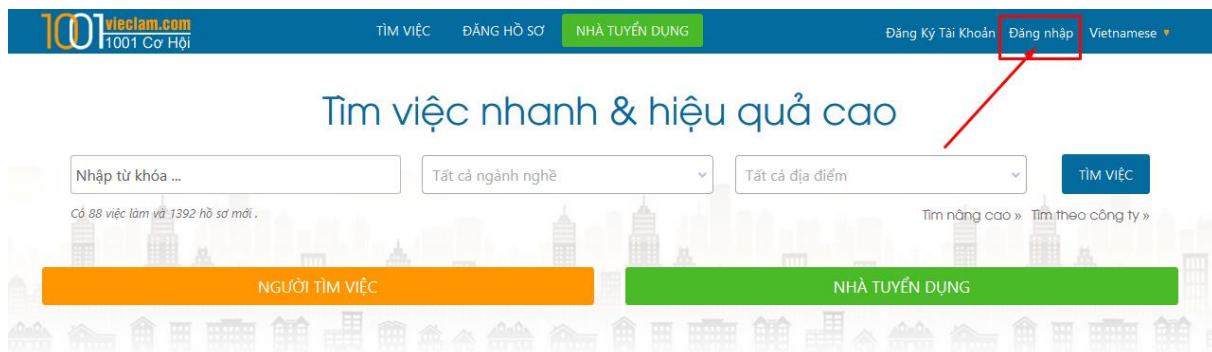 1001 vieclam.com
1001 Cơ Hội
TÌM VIỆC ĐĂNG HỒ SƠ NHÀ TUYỂN DỤNG Đăng Ký Tài Khoản Đăng nhập Vietnamese
Tìm việc nhanh & hiệu quả cao
Nhập từ khóa ... Tất cả ngành nghề Tất cả địa điểm TÌM VIỆC
Có 88 việc làm và 1392 hồ sơ mới . Tìm nâng cao » Tìm theo công ty »
NGƯỜI TÌM VIỆC NHÀ TUYỂN DỤNG